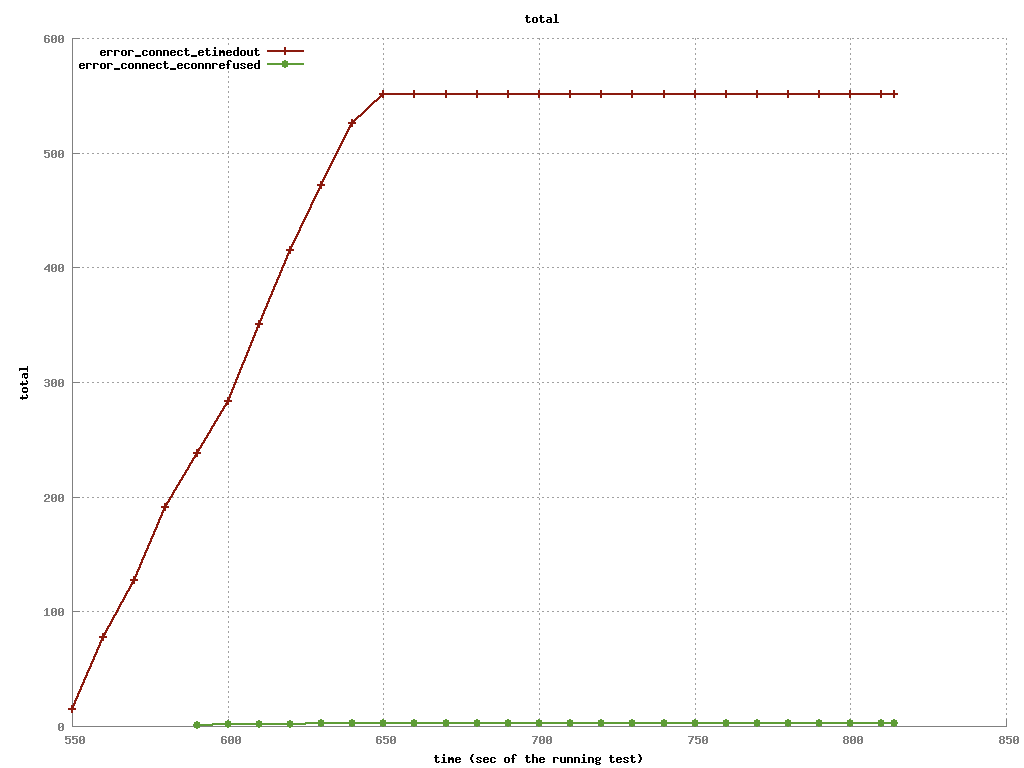 total
error_connect_etimedout
error_connect_econnrefused
600
500
400
300
200
100
0
total
550 600 650 700 750 800 850
time (sec of the running test)